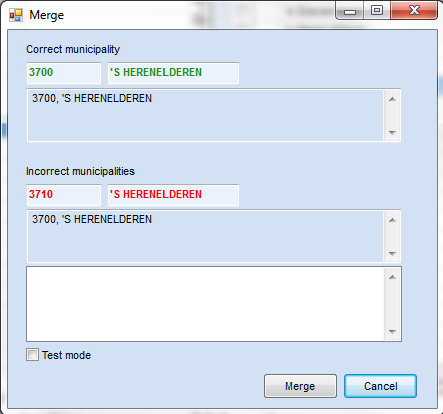 Merge
Correct municipality
3700 'S HERENELDEREN
3700, 'S HERENELDEREN
Incorrect municipalities
3710 'S HERENELDEREN
3700, 'S HERENELDEREN
Test mode
Merge Cancel